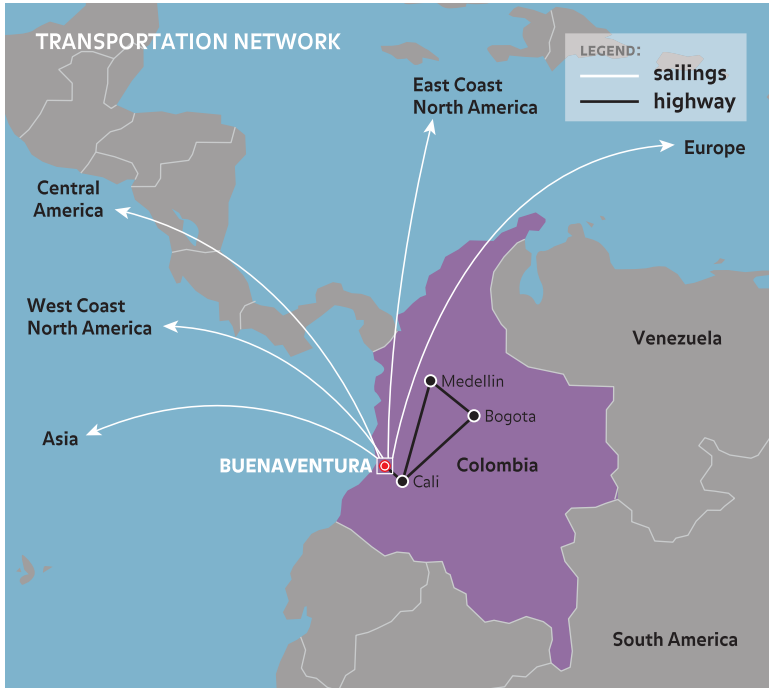 TRANSPORTATION NETWORK
LEGEND:
sailings
highway
East Coast
North America
Europe
Central
America
West Coast
North America
Venezuela
Medellin
Bogota
Asia
BUENAVENTURA
Colombia
Cali
South America